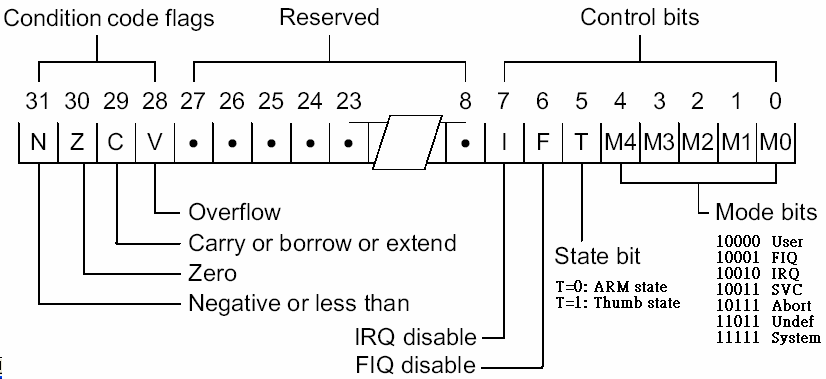 Condition code flags Reserved Control bits
31 30 29 28 27 26 25 24 23 8 7 6 5 4 3 2 1 0
N Z C V • • • • • • I F T M4 M3 M2 M1 M0
Overflow
Carry or borrow or extend
Zero
Negative or less than
IRQ disable
FIQ disable
State bit
T=0: ARM state
T=1: Thumb state
Mode bits
10000 User
10001 FIQ
10010 IRQ
10011 SVC
10111 Abort
11011 Undef
11111 System